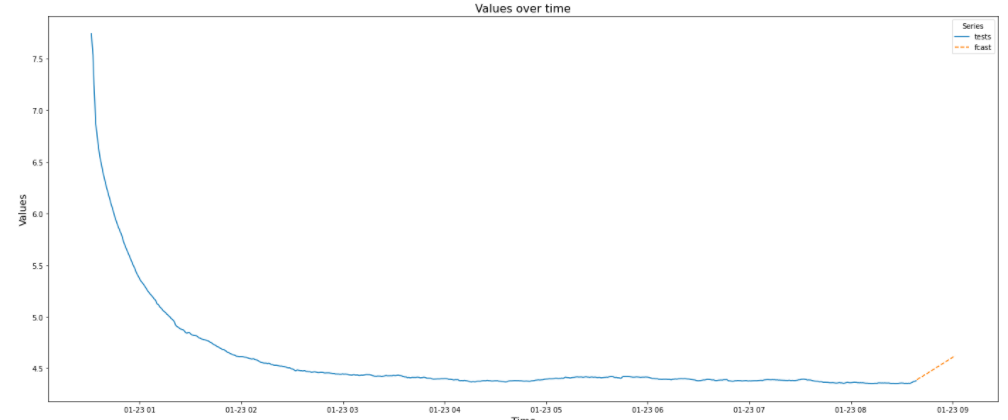 Values over time
Series
tests
fcast
7.5
7.0
6.5
6.0
5.5
5.0
4.5
Values
01-23 01
01-23 02
01-23 03
01-23 04
01-23 05
01-23 06
01-23 07
01-23 08
01-23 09
Time